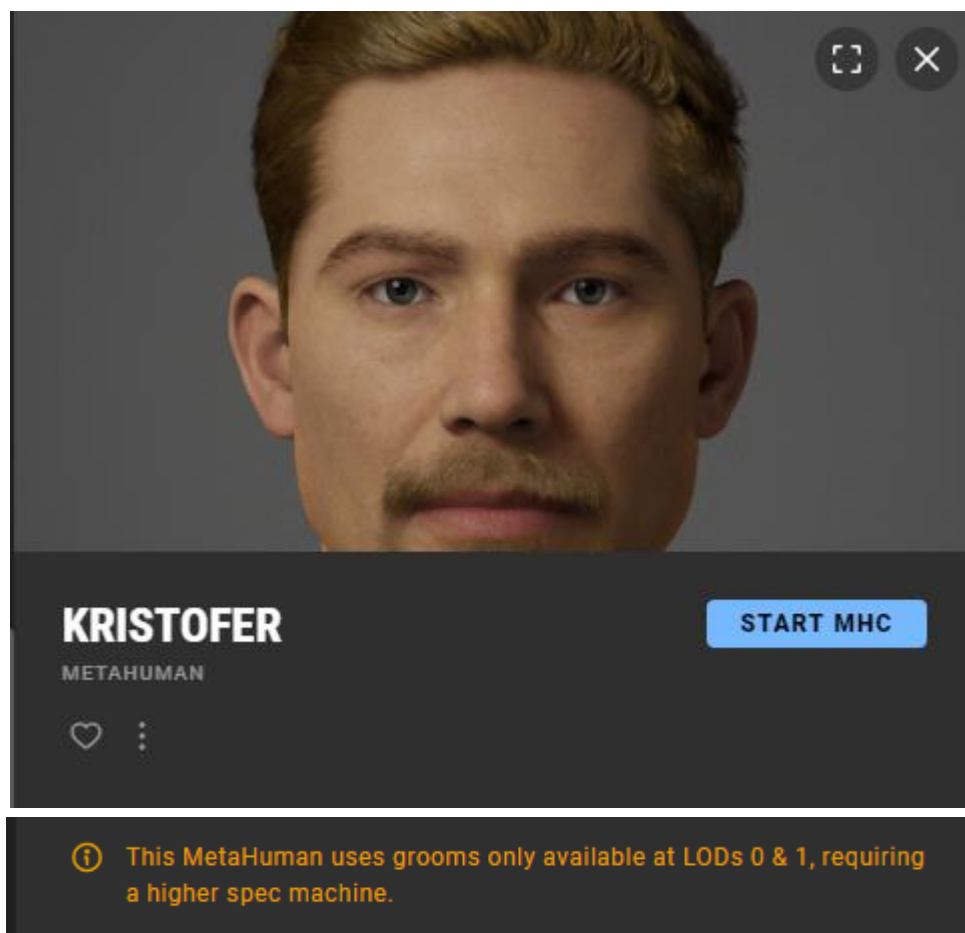 KRISTOFER
START MHC
METAHUMAN
This MetaHuman uses grooms only available at LODs 0 & 1, requiring
a higher spec machine.